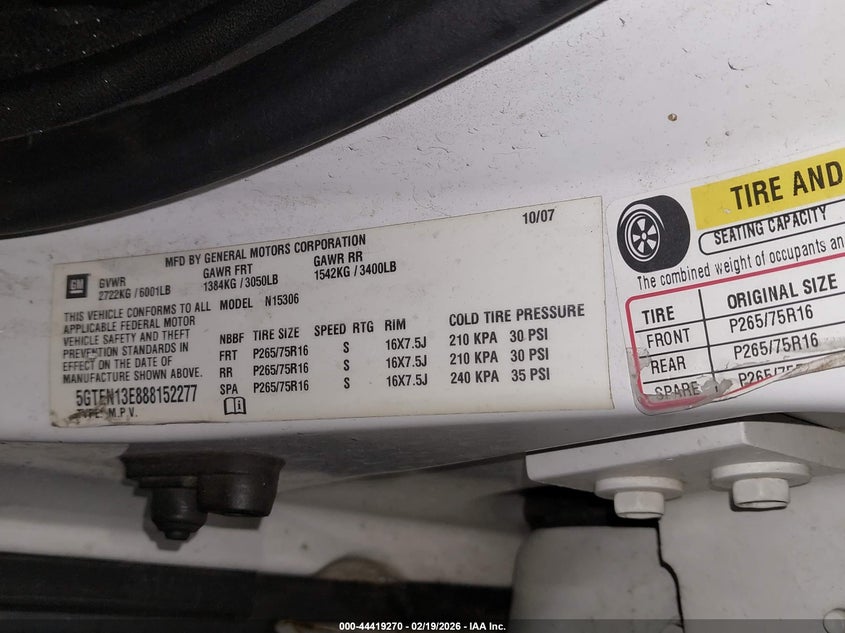 10/07
MFD BY GENERAL MOTORS CORPORATION
GM
GVWR GAWR FRT GAWR RR
2722KG / 6001LB 1384KG / 3050LB 1542KG / 3400LB
THIS VEHICLE CONFORMS TO ALL
APPLICABLE FEDERAL MOTOR
VEHICLE SAFETY AND THEFT
PREVENTION STANDARDS IN
EFFECT ON THE DATE OF
MANUFACTURE SHOWN ABOVE.
5GTEN13E888152277
TYPE: M.P.V.
MODEL N15306
NBBF TIRE SIZE SPEED RTG RIM COLD TIRE PRESSURE
FRT P265/75R16 S 16X7.5J 210 KPA 30 PSI
RR P265/75R16 S 16X7.5J 210 KPA 30 PSI
SPA P265/75R16 S 16X7.5J 240 KPA 35 PSI
TIRE AND
SEATING CAPACITY
The combined weight of occupants an
TIRE ORIGINAL SIZE
FRONT P265/75R16
REAR P265/75R16
SPARE P265/75
000-44419270 - 02/19/2026 - IAA Inc.